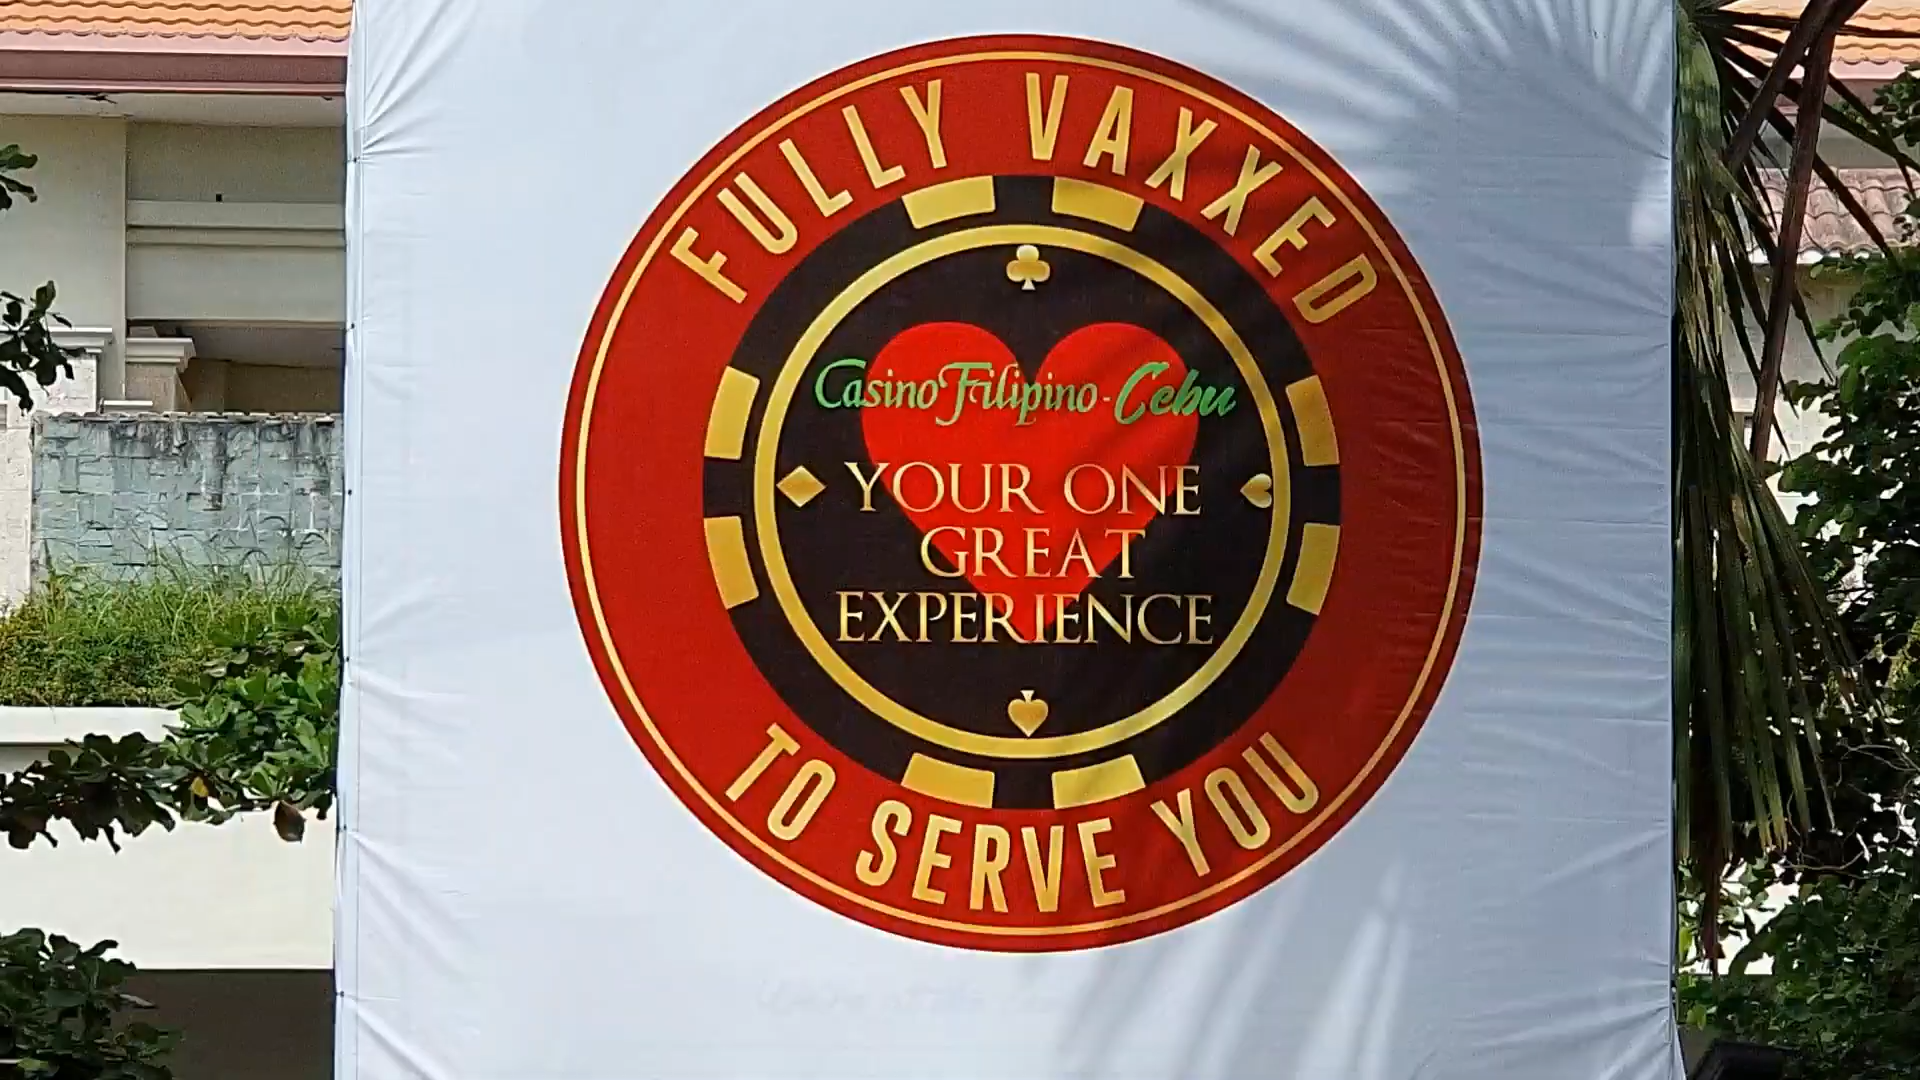 FULLY VAXXED
Casino Filipino - Cebu
YOUR ONE
GREAT
EXPERIENCE
TO SERVE YOU